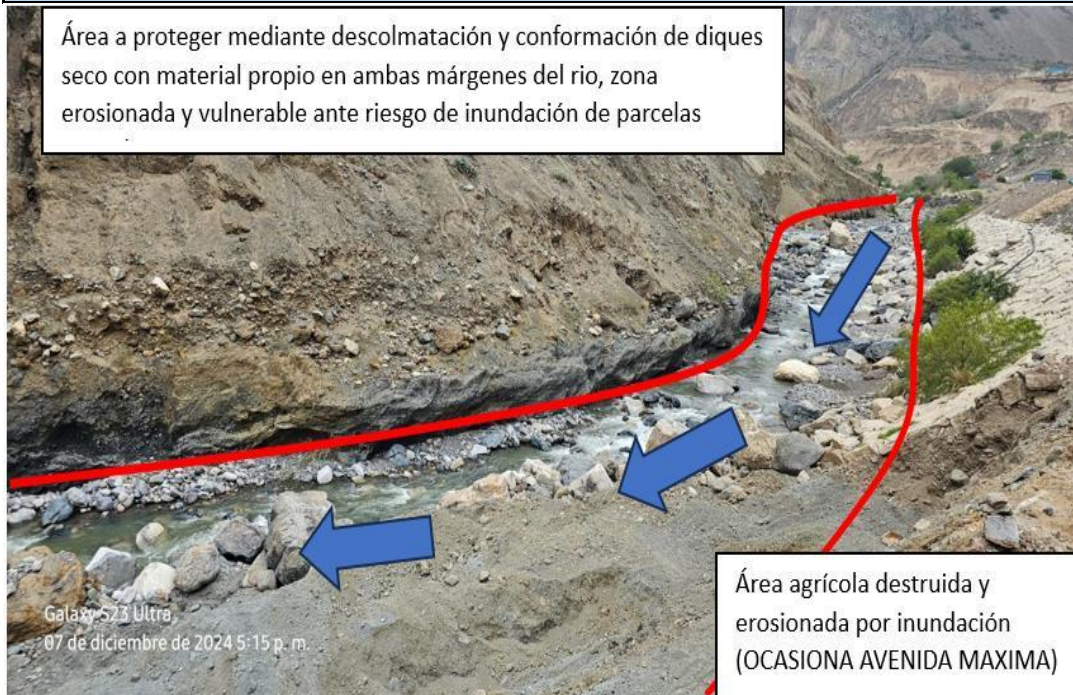 Área a proteger mediante descolmatación y conformación de diques
seco con material propio en ambas márgenes del rio, zona
erosionada y vulnerable ante riesgo de inundación de parcelas
Galaxy S23 Ultra
07 de diciembre de 2024 5:15 p. m.
Área agrícola destruida y
erosionada por inundación
(OCASIONA AVENIDA MAXIMA)